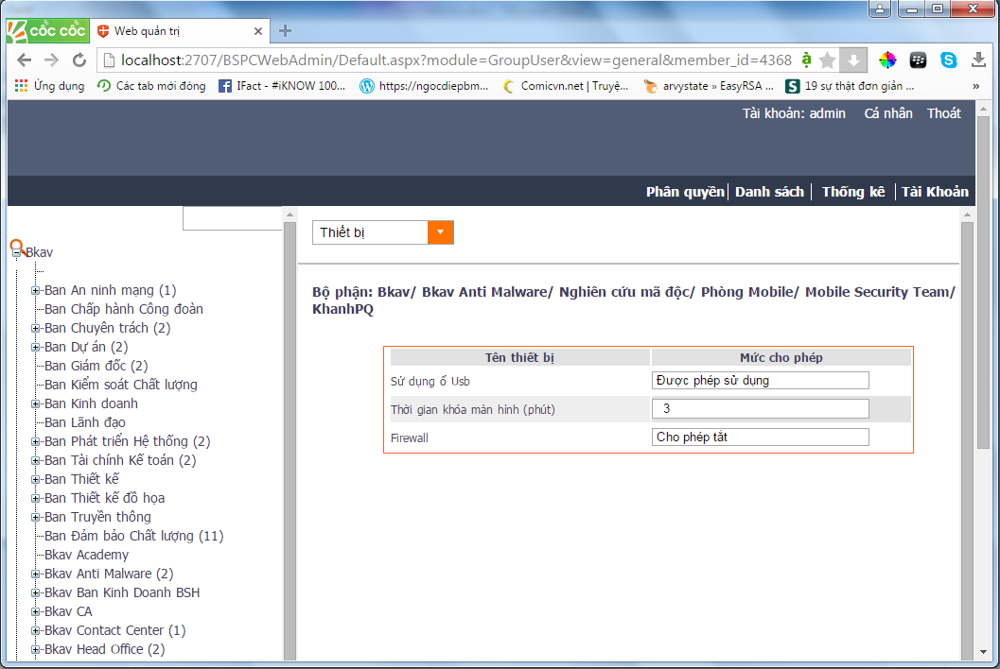 cốc cốc
Web quản trị
localhost:2707/BSPCWebAdmin/Default.aspx?module=GroupUser&view=general&member_id=4368
Ứng dụng
Các tab mới đóng
IFact - #iKNOW 100...
https://ngocdiepbm...
Comicvn.net | Truyệ...
arvystate » EasyRSA ...
19 sự thật đơn giản ...
»
Tài khoản: admin
Cá nhân
Thoát
Phân quyền
Danh sách
Thống kê
Tài Khoản
Bkav
Ban An ninh mạng (1)
Ban Chấp hành Công đoàn
Ban Chuyên trách (2)
Ban Dự án (2)
Ban Giám đốc (2)
Ban Kiểm soát Chất lượng
Ban Kinh doanh
Ban Lãnh đạo
Ban Phát triển Hệ thống (2)
Ban Tài chính Kế toán (2)
Ban Thiết kế
Ban Thiết kế đồ họa
Ban Truyền thông
Ban Đảm bảo Chất lượng (11)
Bkav Academy
Bkav Anti Malware (2)
Bkav Ban Kinh Doanh BSH
Bkav CA
Bkav Contact Center (1)
Bkav Head Office (2)
Thiết bị
Bộ phận: Bkav/ Bkav Anti Malware/ Nghiên cứu mã độc/ Phòng Mobile/ Mobile Security Team/
KhanhPQ
Tên thiết bị
Mức cho phép
Sử dụng ổ Usb
Được phép sử dụng
Thời gian khóa màn hình (phút)
3
Firewall
Cho phép tắt